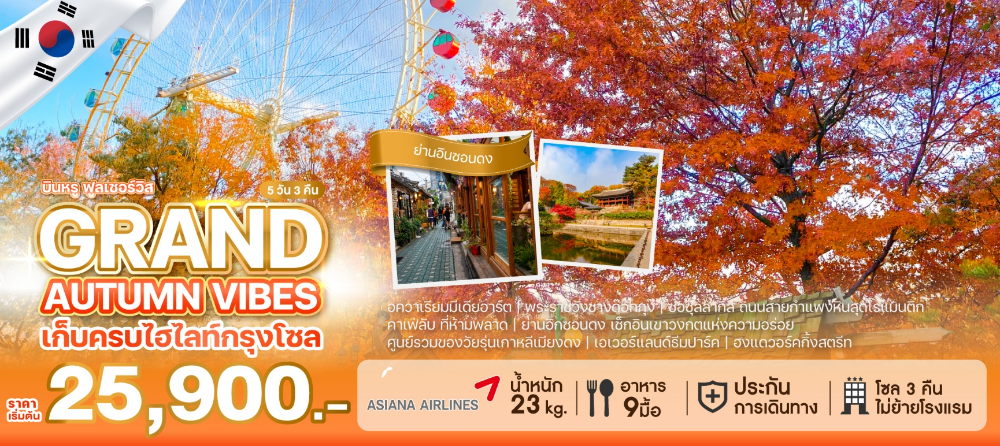 บินหรู ฟูลเซอร์วิส
5 วัน 3 คืน
GRAND
AUTUMN VIBES
เก็บครบไฮไลท์กรุงโซล
ราคา
เริ่มต้น
25,900.-
ย่านอินซอนดง
อควาเรียมมีเดียอาร์ต | พระราชวังชางด็อกกุง | ซอซุลลากิล ถนนสายกำแพงหินสุดโรแมนติก
คาเฟ่ลับ ที่ห้ามพลาด | ย่านอิกซอนดง เช็กอินเขาวงกตแห่งความอร่อย
ศูนย์รวมของวัยรุ่นเกาหลีเมียงดง | เอเวอร์แลนด์ธีมปาร์ค | ฮงแดวอร์คกิ้งสตรีท
ASIANA AIRLINES
น้ำหนัก
23 kg.
อาหาร
9มื้อ
ประกัน
การเดินทาง
โซล 3 คืน
ไม่ย้ายโรงแรม